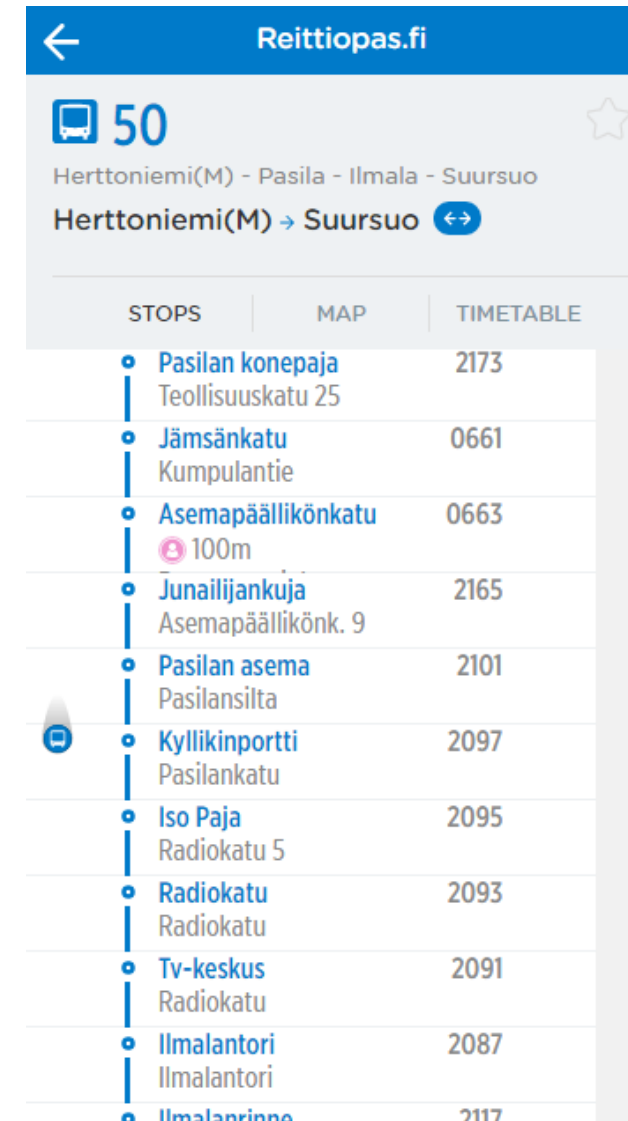 Reittiopas.fi
50
Herttoniemi(M) - Pasila - Ilmala - Suursuo
Herttoniemi(M) → Suursuo
STOPS MAP TIMETABLE
Pasilan konepaja 2173
Teollisuuskatu 25
Jämsänkatu 0661
Kumpulantie
Asemapäällikönkatu 0663
100m
Junailijankuja 2165
Asemapäällikönk. 9
Pasilan asema 2101
Pasilansilta
Kyllikinportti 2097
Pasilankatu
Iso Paja 2095
Radiokatu 5
Radiokatu 2093
Radiokatu
Tv-keskus 2091
Radiokatu
Ilmalantori 2087
Ilmalantori
Ilmalanrinne 2117